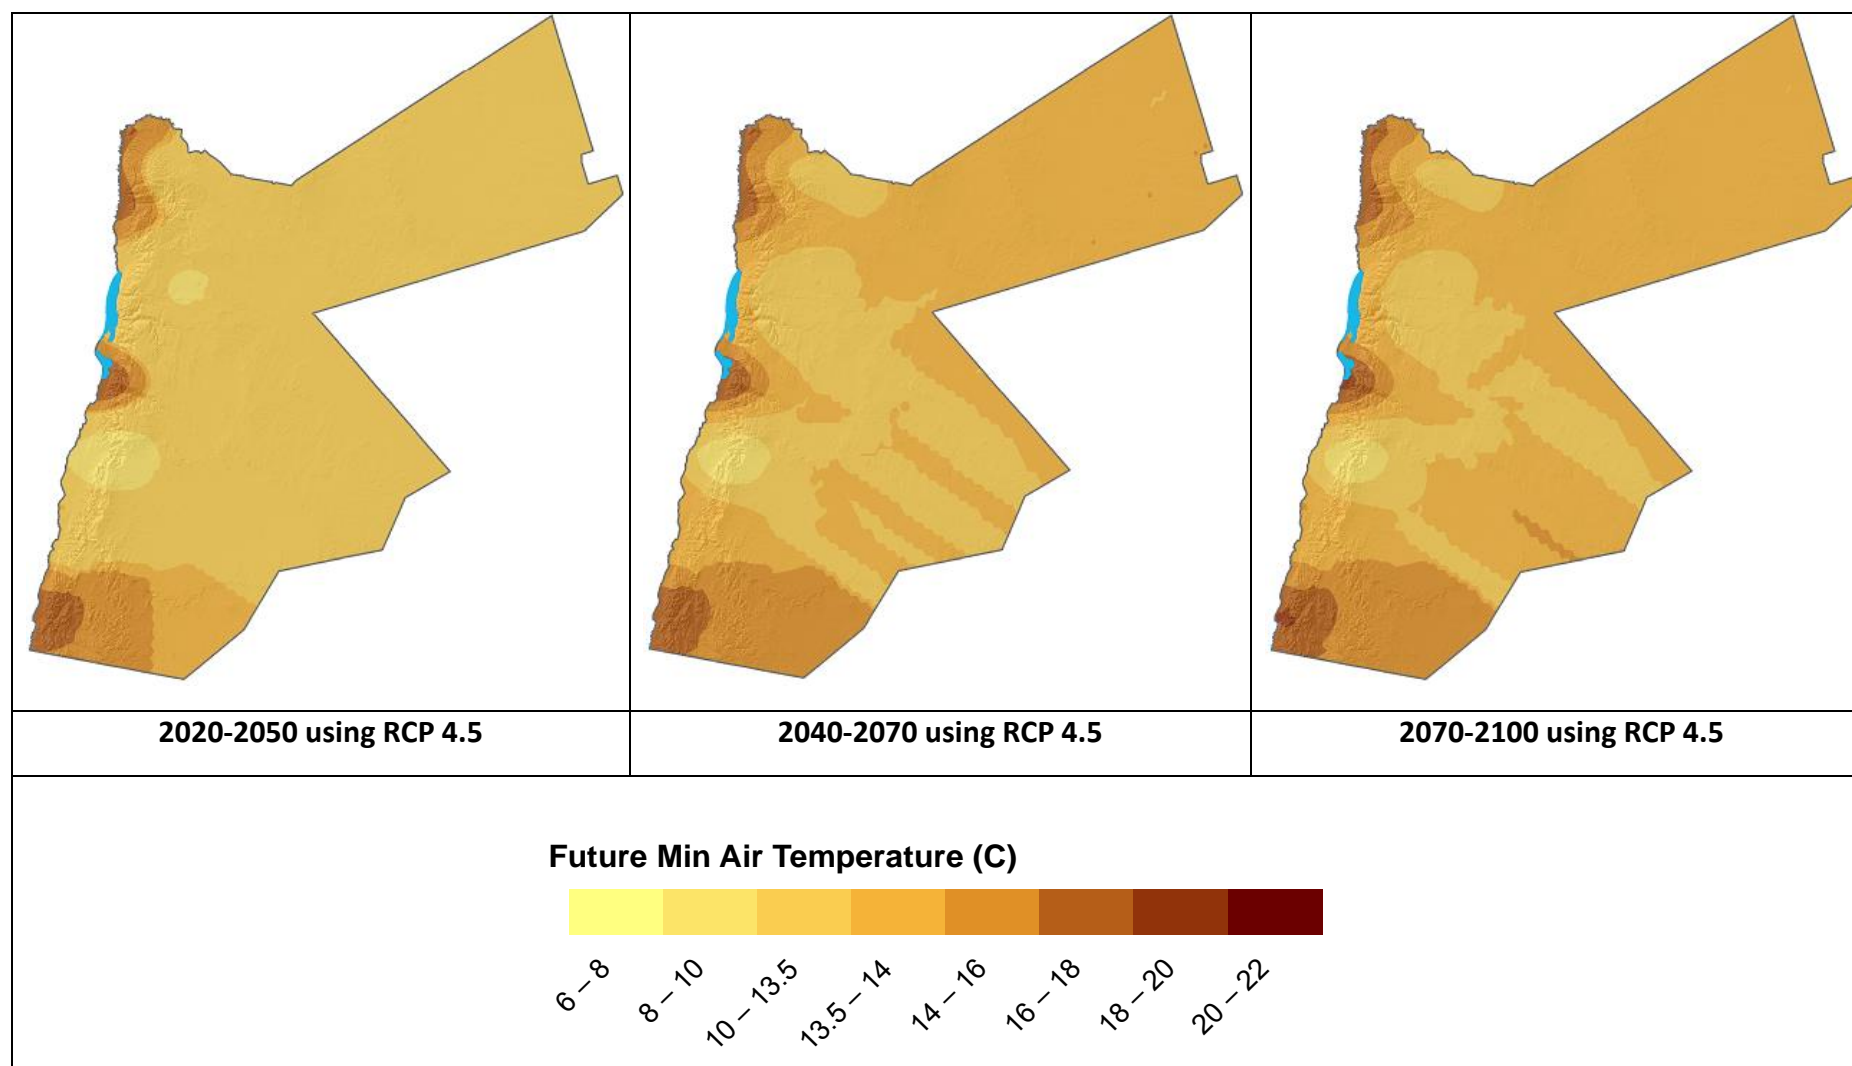 2020-2050 using RCP 4.5
2040-2070 using RCP 4.5
2070-2100 using RCP 4.5
Future Min Air Temperature (C)
6 – 8
8 – 10
10 – 13.5
13.5 – 14
14 – 16
16 – 18
18 – 20
20 – 22